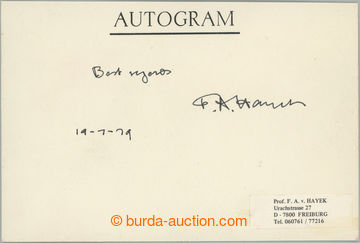 AUTOGRAM
Best regards
F. A. Hayek
19-7-79
Prof. F. A. v. HAYEK
Urachstrasse 27
D - 7800 FREIBURG
Tel. 060761 / 77216
© burda-auction.com